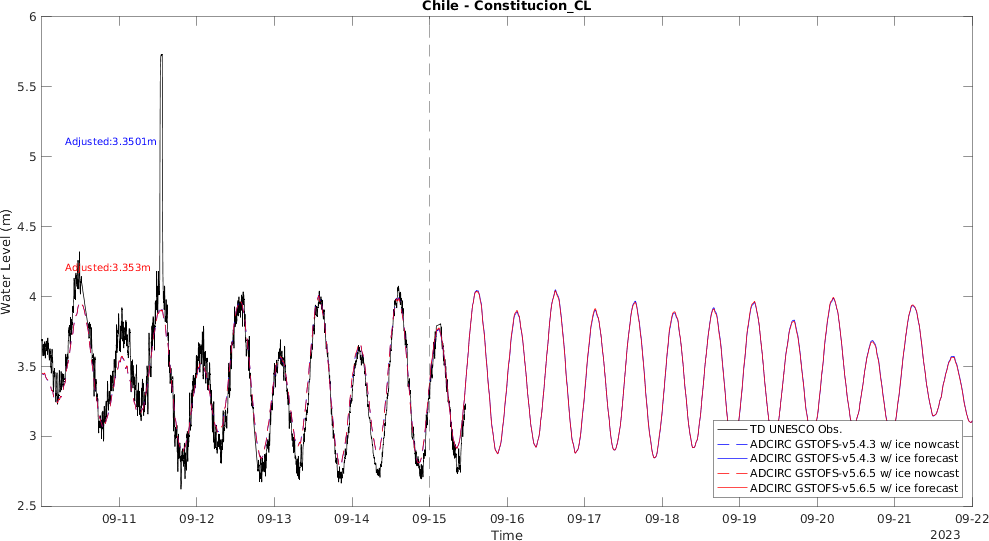 Chile - Constitucion_CL
6
5.5
5
4.5
4
3.5
3
2.5
Water Level (m)
Adjusted:3.3501m
Adjusted:3.353m
TD UNESCO Obs.
ADCIRC GSTOFS-v5.4.3 w/ ice nowcast
ADCIRC GSTOFS-v5.4.3 w/ ice forecast
ADCIRC GSTOFS-v5.6.5 w/ ice nowcast
ADCIRC GSTOFS-v5.6.5 w/ ice forecast
09-11 09-12 09-13 09-14 09-15 09-16 09-17 09-18 09-19 09-20 09-21 09-22
Time
2023